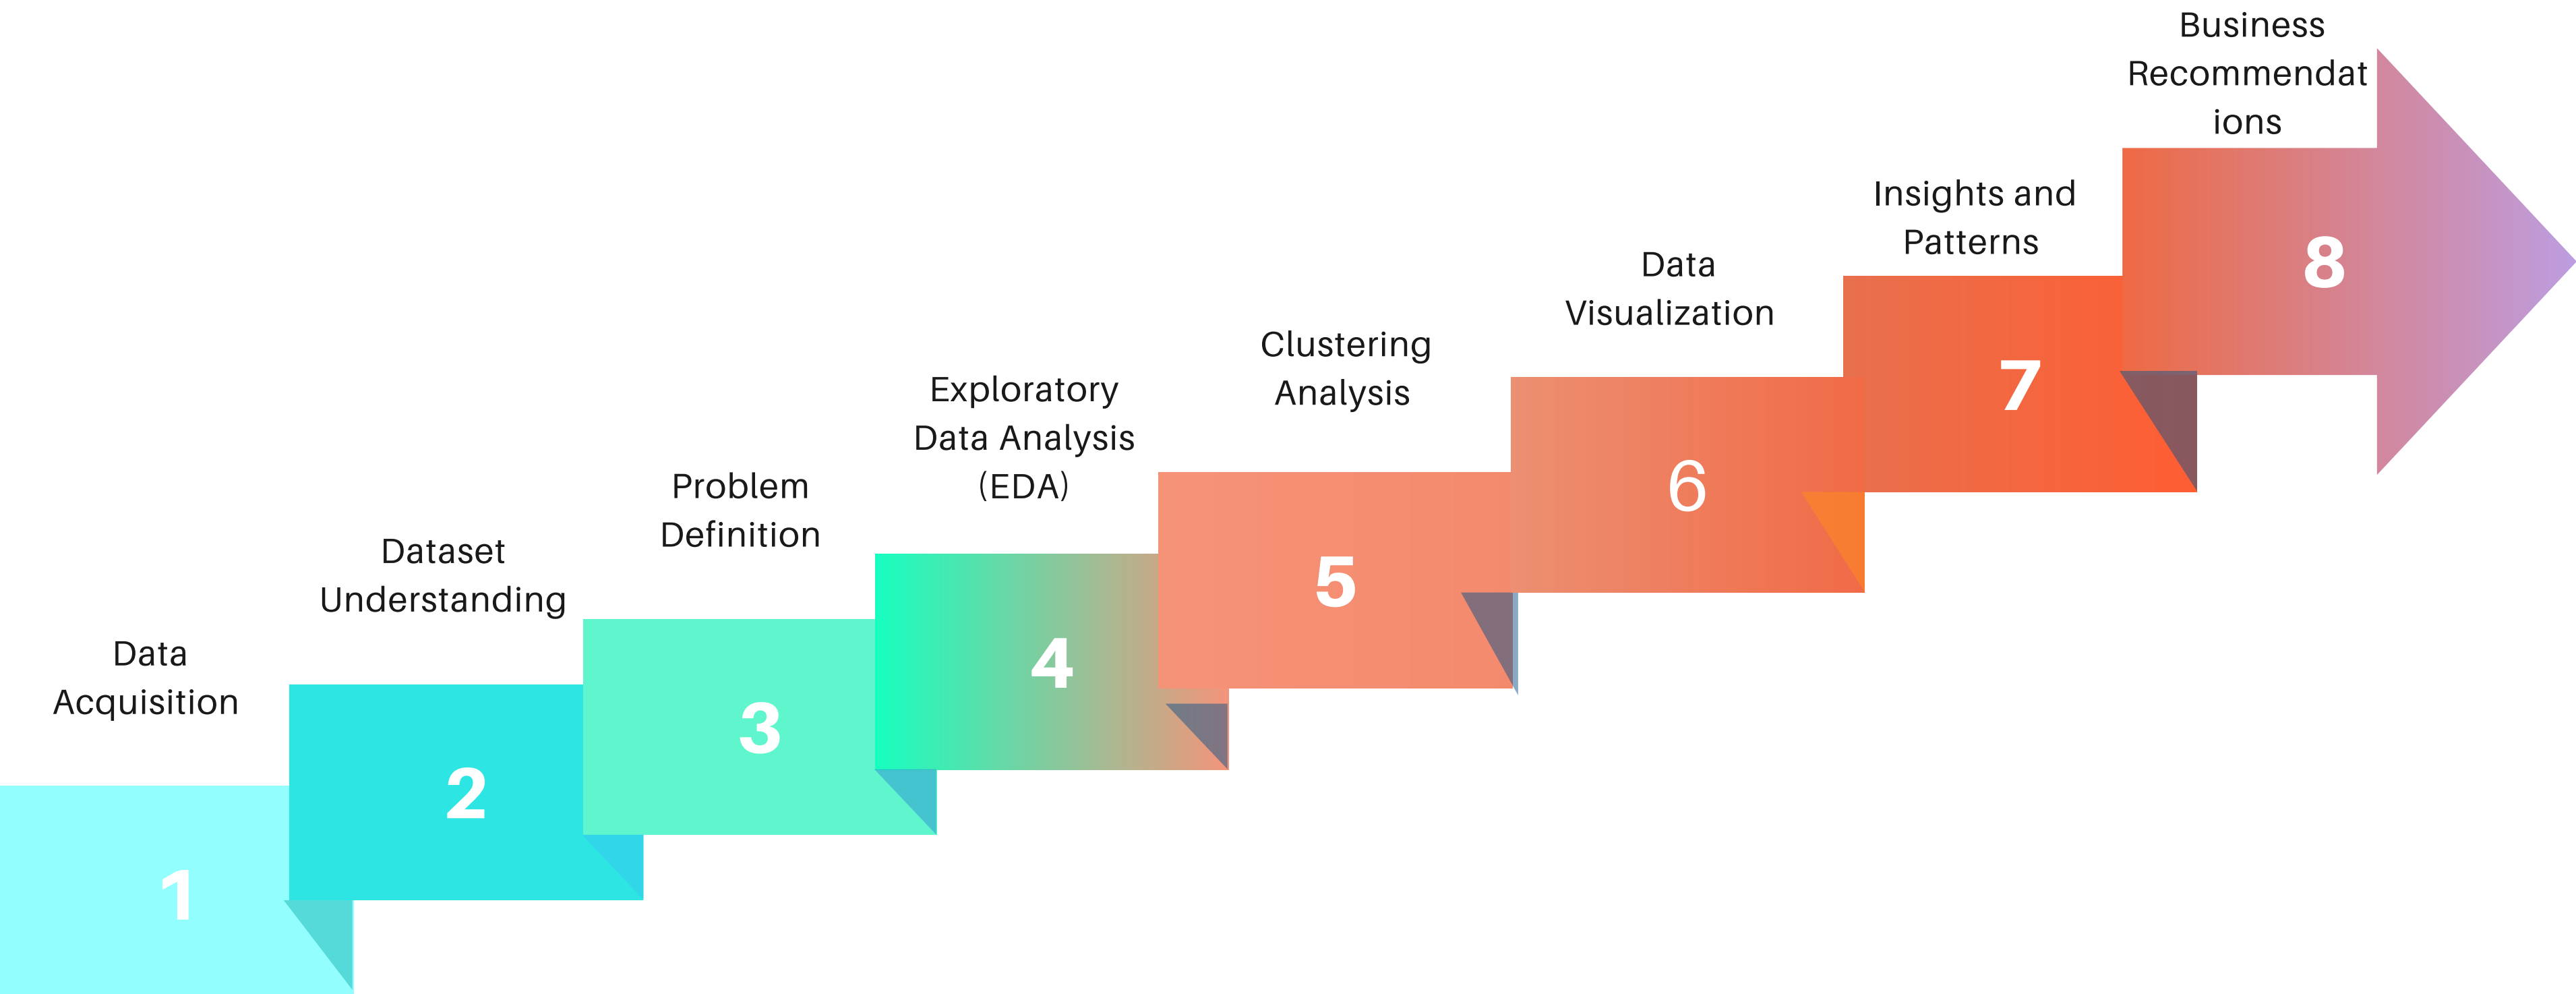 Data
Acquisition
1
Dataset
Understanding
2
Problem
Definition
3
Exploratory
Data Analysis
(EDA)
4
Clustering
Analysis
5
Data
Visualization
6
Insights and
Patterns
7
Business
Recommendat
ions
8